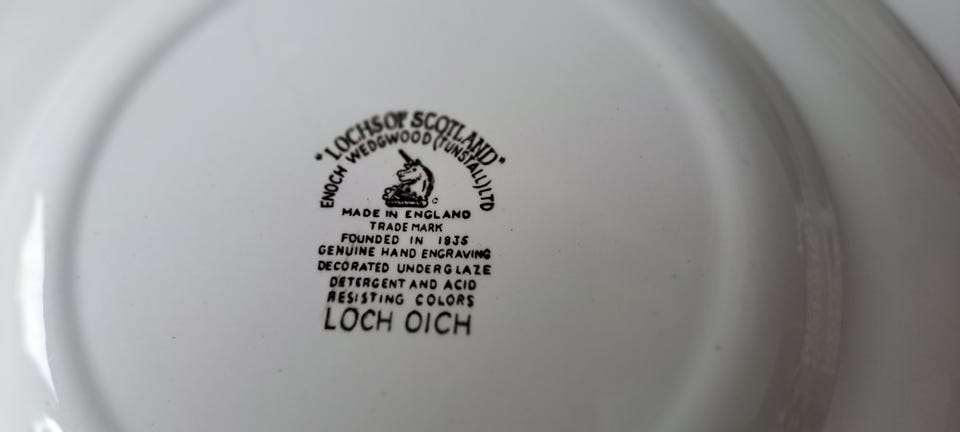 "LOCHS OF SCOTLAND"
ENOCH WEDGWOOD (TUNSTALL) LTD
C
MADE IN ENGLAND
TRADE MARK
FOUNDED IN 1835
GENUINE HAND ENGRAVING
DECORATED UNDERGLAZE
DETERGENT AND ACID
RESISTING COLORS
LOCH OICH